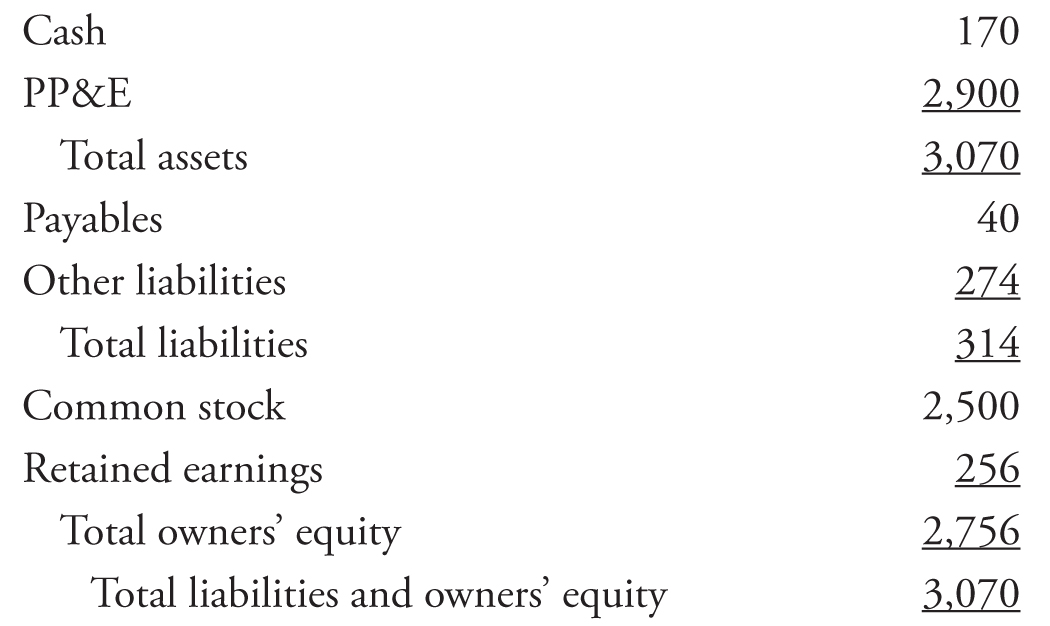 Cash 170
PP&E 2,900
Total assets 3,070
Payables 40
Other liabilities 274
Total liabilities 314
Common stock 2,500
Retained earnings 256
Total owners’ equity 2,756
Total liabilities and owners’ equity 3,070